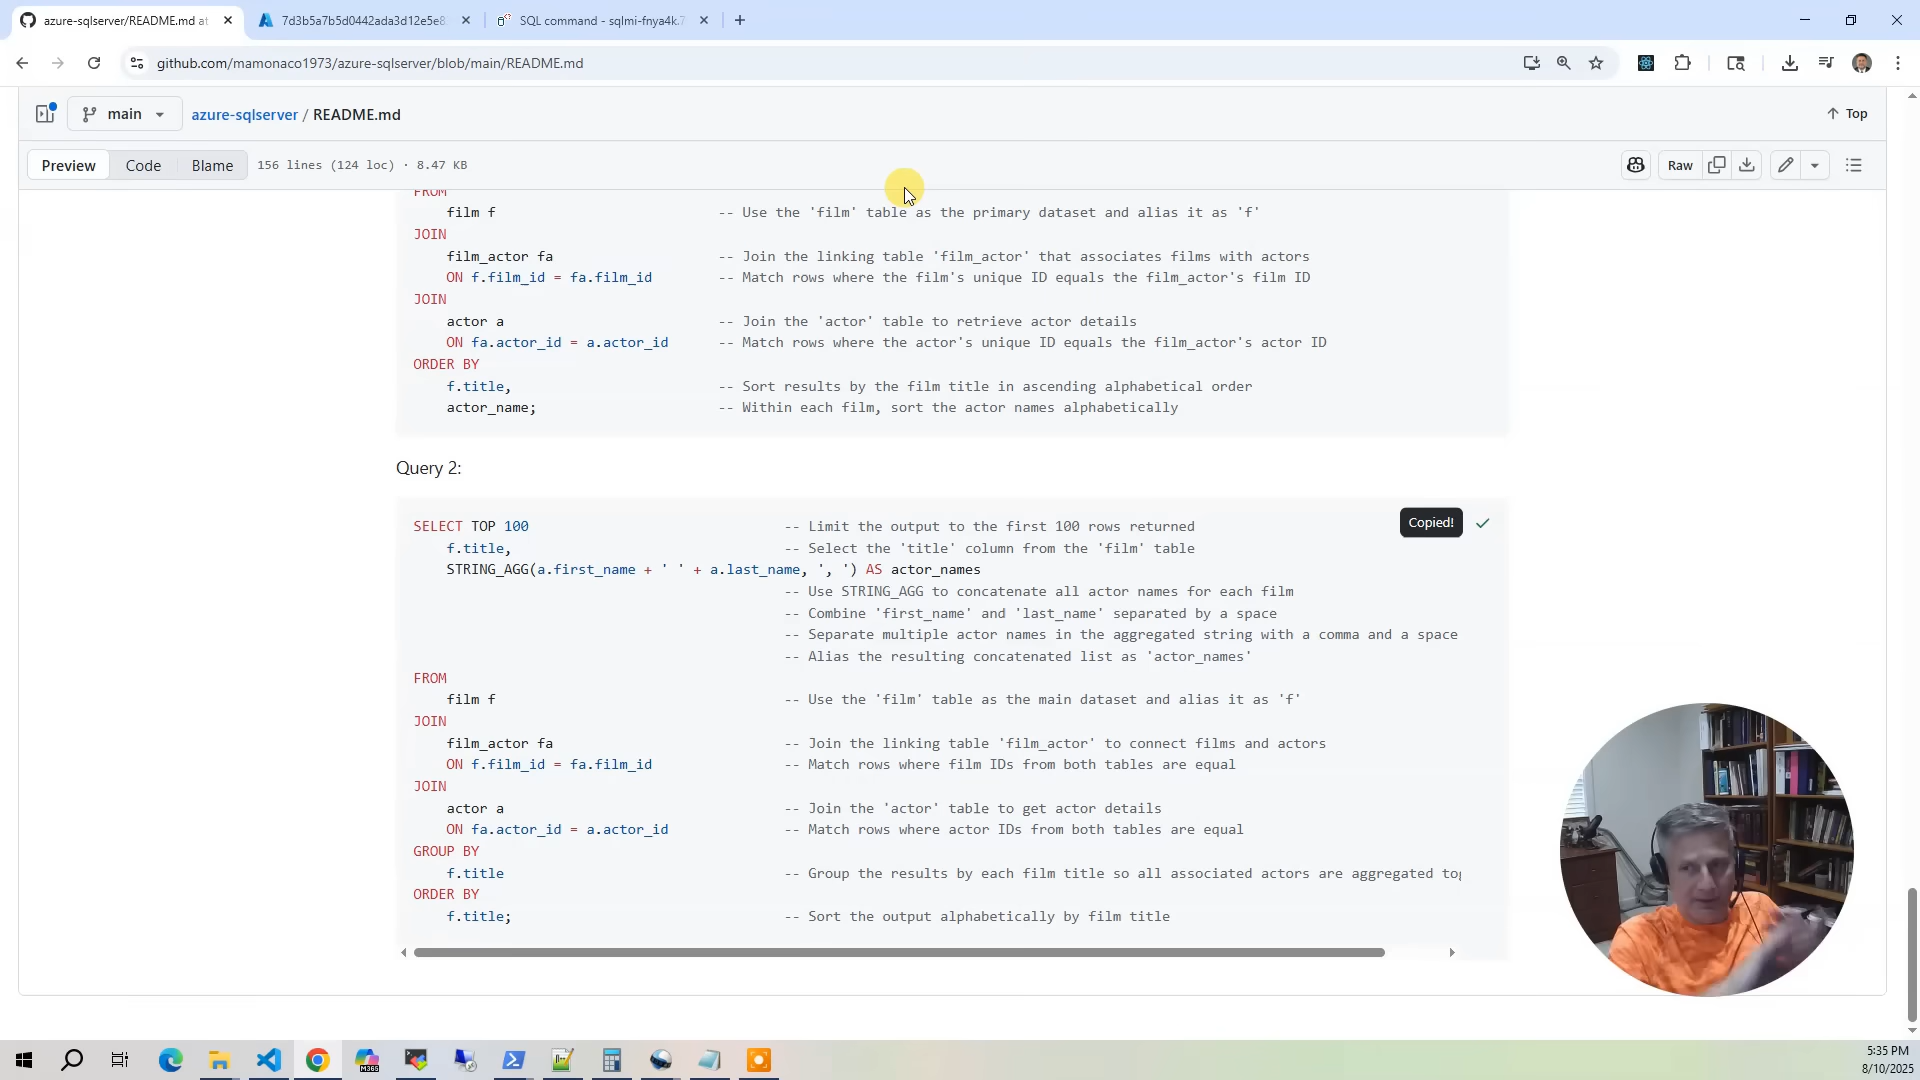 azure-sqlserver/README.md at
7d3b5a7b5d0442ada3d12e5e8
SQL command - sqlmi-fnya4k.7
github.com/mamonaco1973/azure-sqlserver/blob/main/README.md
main
azure-sqlserver / README.md
Top
Preview
Code
Blame
156 lines (124 loc) · 8.47 KB
Raw
FROM
film f -- Use the 'film' table as the primary dataset and alias it as 'f'
JOIN
film_actor fa -- Join the linking table 'film_actor' that associates films with actors
ON f.film_id = fa.film_id -- Match rows where the film's unique ID equals the film_actor's film ID
JOIN
actor a -- Join the 'actor' table to retrieve actor details
ON fa.actor_id = a.actor_id -- Match rows where the actor's unique ID equals the film_actor's actor ID
ORDER BY
f.title, -- Sort results by the film title in ascending alphabetical order
actor_name; -- Within each film, sort the actor names alphabetically
Query 2:
Copied!
SELECT TOP 100 -- Limit the output to the first 100 rows returned
f.title, -- Select the 'title' column from the 'film' table
STRING_AGG(a.first_name + ' ' + a.last_name, ', ') AS actor_names
-- Use STRING_AGG to concatenate all actor names for each film
-- Combine 'first_name' and 'last_name' separated by a space
-- Separate multiple actor names in the aggregated string with a comma and a space
-- Alias the resulting concatenated list as 'actor_names'
FROM
film f -- Use the 'film' table as the main dataset and alias it as 'f'
JOIN
film_actor fa -- Join the linking table 'film_actor' to connect films and actors
ON f.film_id = fa.film_id -- Match rows where film IDs from both tables are equal
JOIN
actor a -- Join the 'actor' table to get actor details
ON fa.actor_id = a.actor_id -- Match rows where actor IDs from both tables are equal
GROUP BY
f.title -- Group the results by each film title so all associated actors are aggregated tog
ORDER BY
f.title; -- Sort the output alphabetically by film title
M365
5:35 PM
8/10/2025